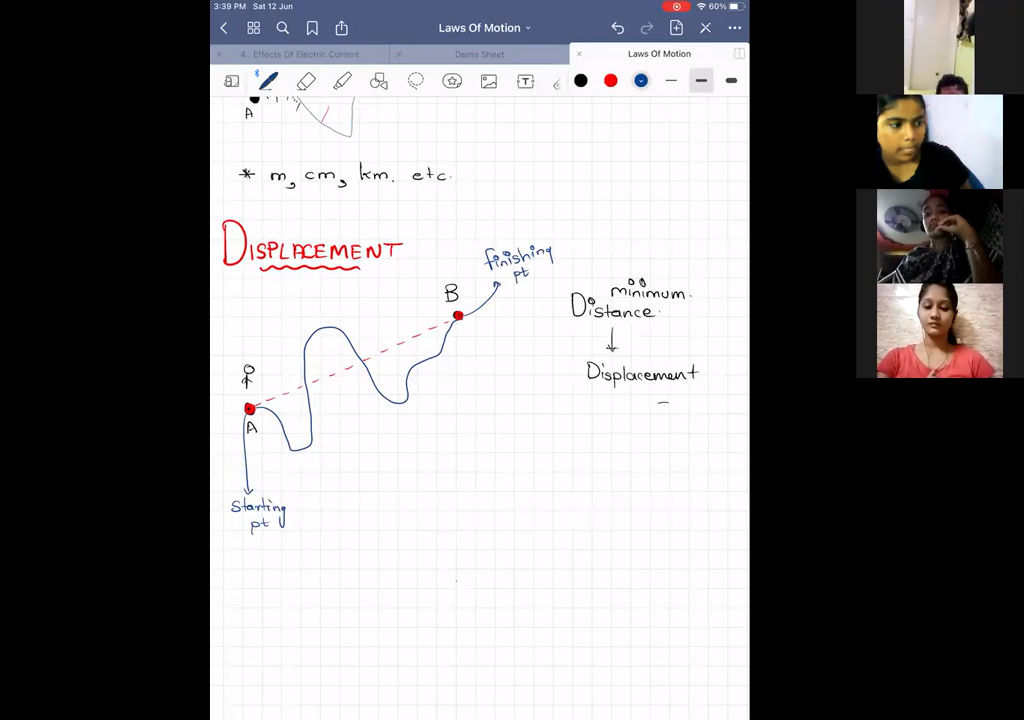 3:39 PM Sat 12 Jun
60%
Laws Of Motion
4. Effects Of Electric Current
Demo Sheet
Laws Of Motion
A
* m, cm, km. etc.
DISPLACEMENT
finishing
pt
B
A
starting
pt
minimum.
Distance.
Displacement